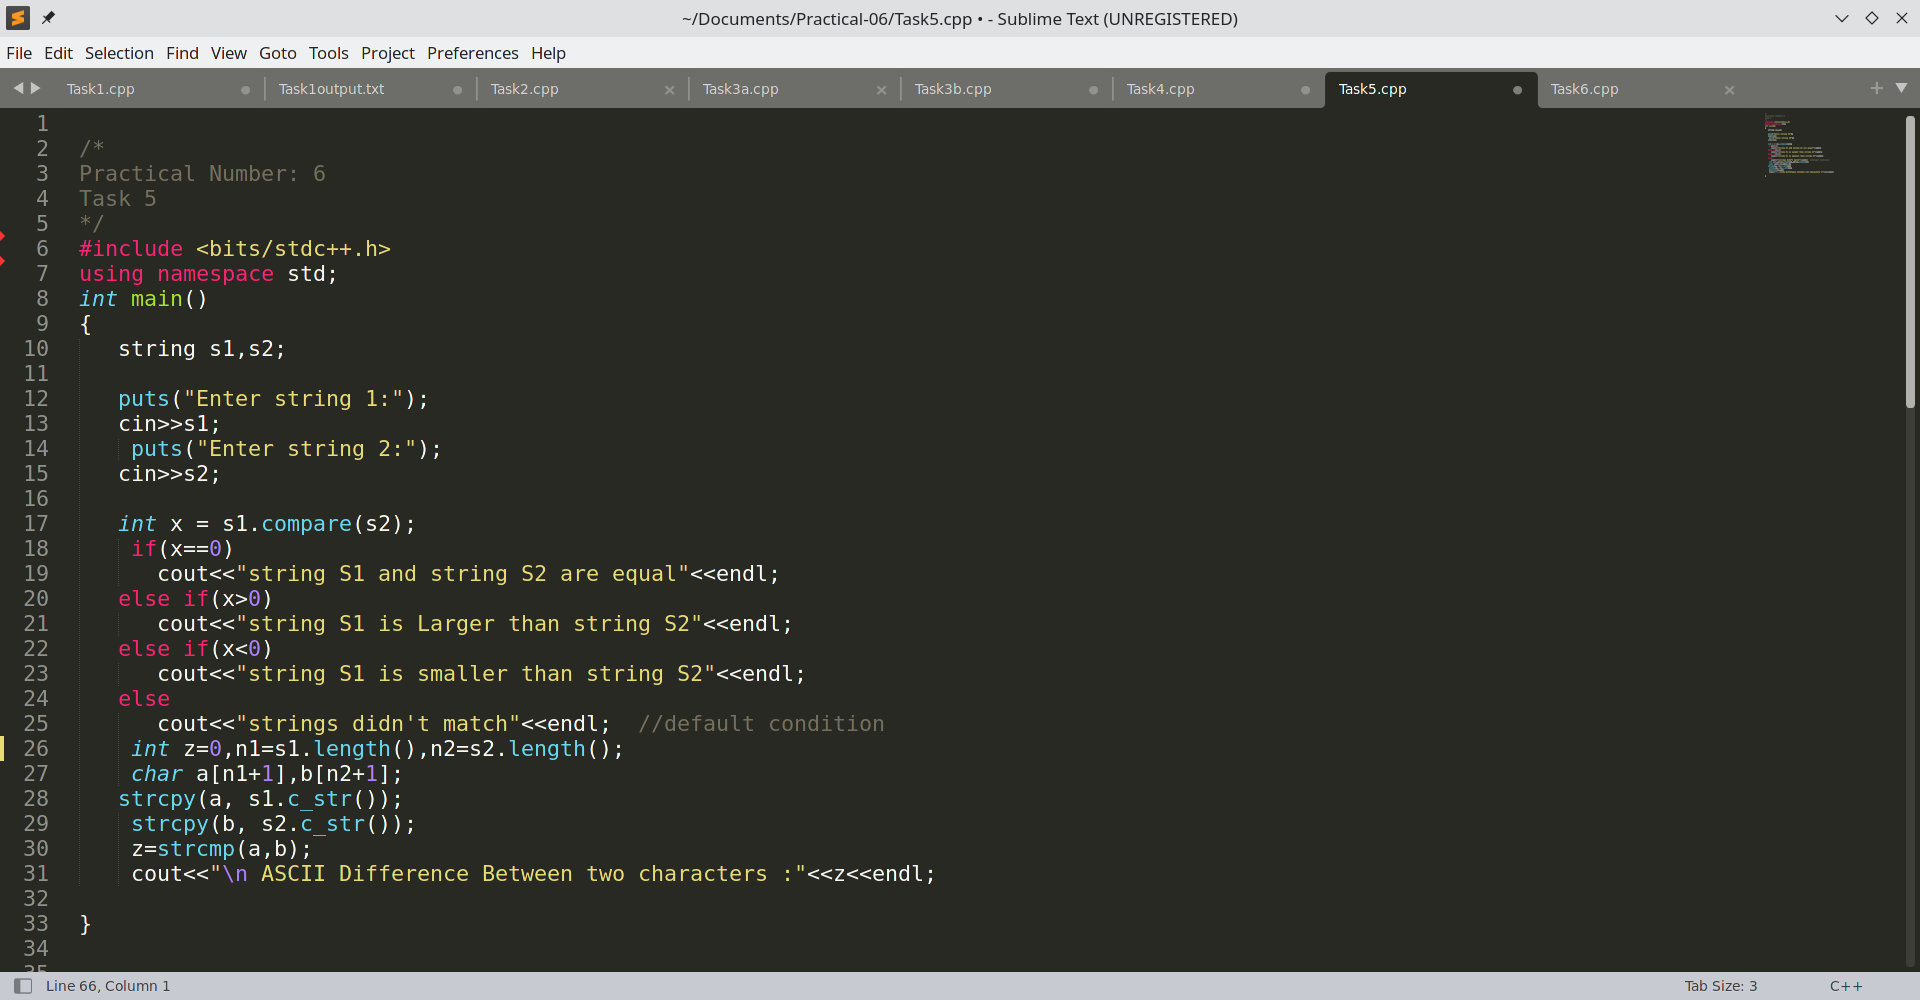 ~/Documents/Practical-06/Task5.cpp • - Sublime Text (UNREGISTERED)
File Edit Selection Find View Goto Tools Project Preferences Help
Task1.cpp Task1output.txt Task2.cpp Task3a.cpp Task3b.cpp Task4.cpp Task5.cpp Task6.cpp
1
2 /*
3 Practical Number: 6
4 Task 5
5 */
6 #include <bits/stdc++.h>
7 using namespace std;
8 int main()
9 {
10    string s1,s2;
11
12    puts("Enter string 1:");
13    cin>>s1;
14     puts("Enter string 2:");
15    cin>>s2;
16
17    int x = s1.compare(s2);
18     if(x==0)
19       cout<<"string S1 and string S2 are equal"<<endl;
20    else if(x>0)
21       cout<<"string S1 is Larger than string S2"<<endl;
22    else if(x<0)
23       cout<<"string S1 is smaller than string S2"<<endl;
24    else
25       cout<<"strings didn't match"<<endl;  //default condition
26     int z=0,n1=s1.length(),n2=s2.length();
27     char a[n1+1],b[n2+1];
28    strcpy(a, s1.c_str());
29     strcpy(b, s2.c_str());
30     z=strcmp(a,b);
31     cout<<"\n ASCII Difference Between two characters :"<<z<<endl;
32
33 }
34
35
Line 66, Column 1 Tab Size: 3 C++